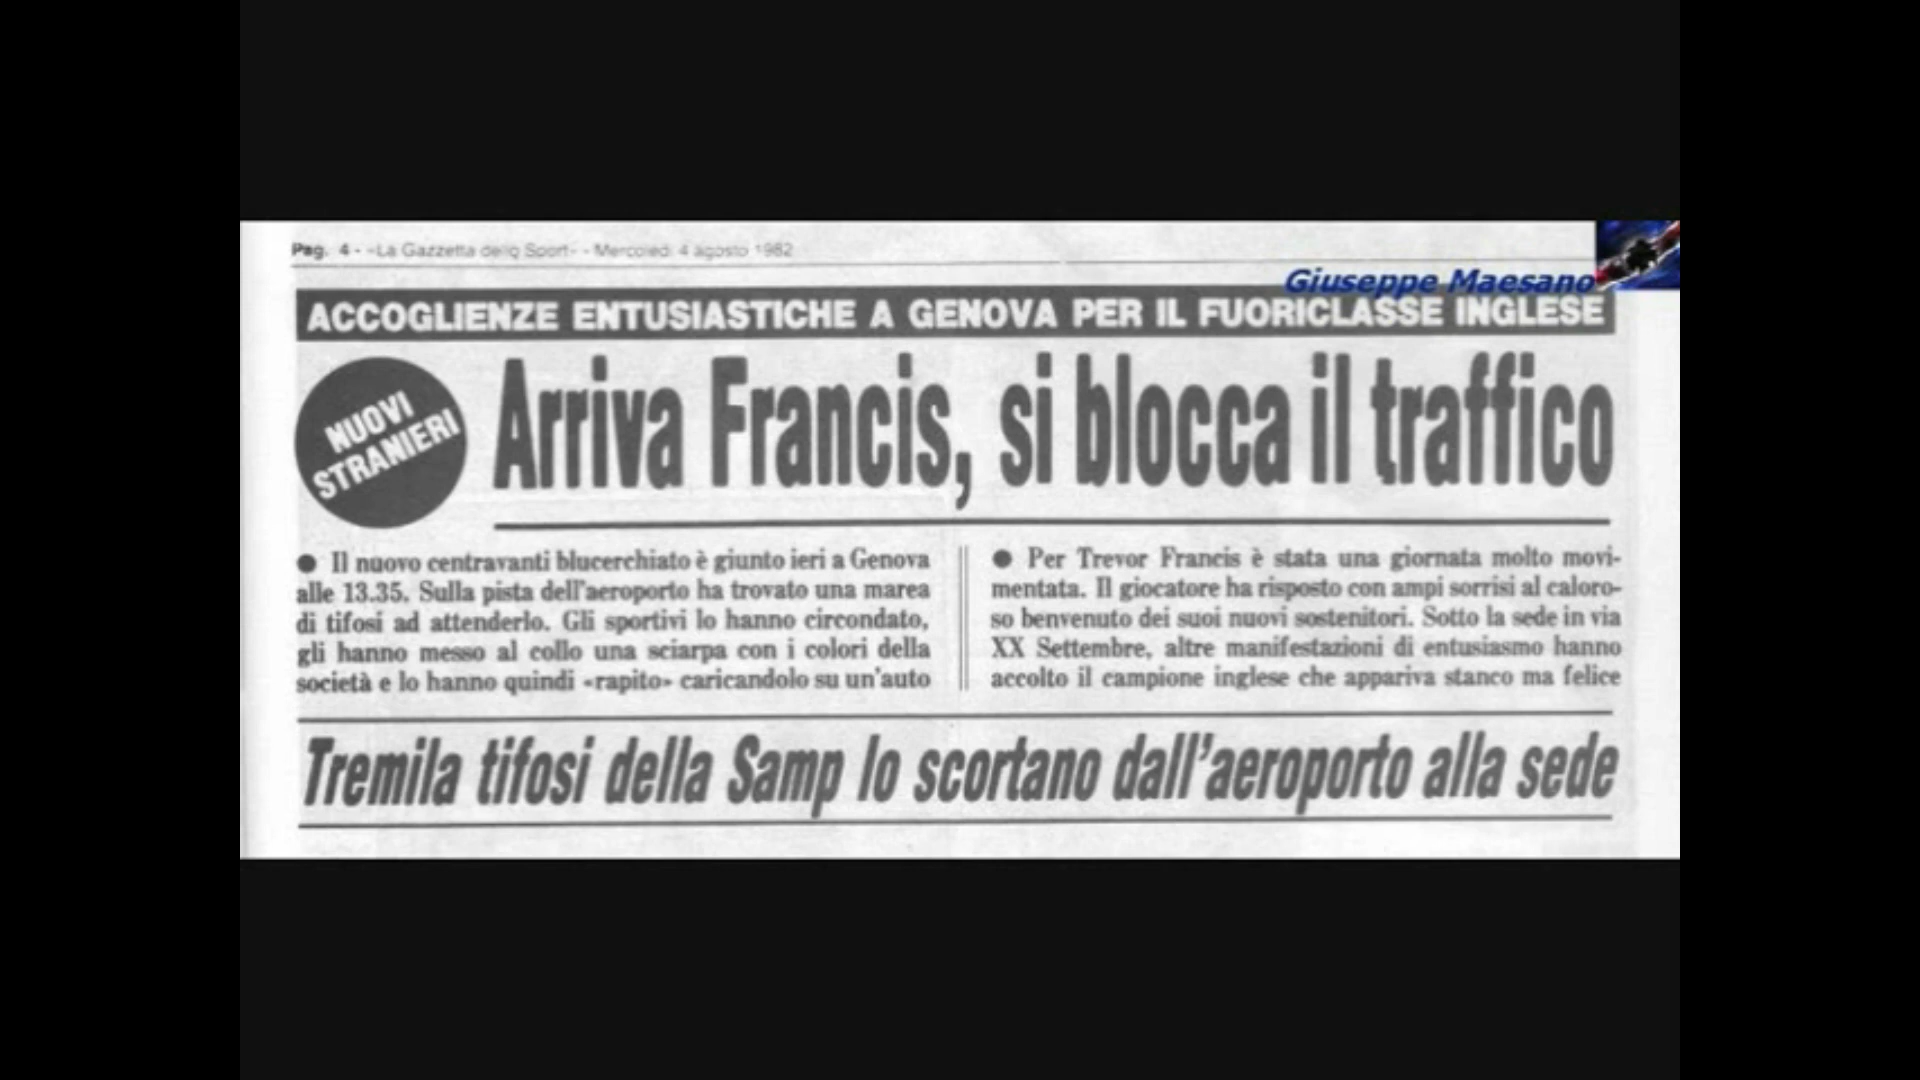 Pag. 4 - «La Gazzetta dello Sport» - Mercoledì 4 agosto 1982
Giuseppe Maesano
ACCOGLIENZE ENTUSIASTICHE A GENOVA PER IL FUORICLASSE INGLESE
NUOVI
STRANIERI
Arriva Francis, si blocca il traffico
● Il nuovo centravanti blucerchiato è giunto ieri a Genova
alle 13.35. Sulla pista dell'aeroporto ha trovato una marea
di tifosi ad attenderlo. Gli sportivi lo hanno circondato,
gli hanno messo al collo una sciarpa con i colori della
società e lo hanno quindi «rapito» caricandolo su un'auto
● Per Trevor Francis è stata una giornata molto movi-
mentata. Il giocatore ha risposto con ampi sorrisi al caloro-
so benvenuto dei suoi nuovi sostenitori. Sotto la sede in via
XX Settembre, altre manifestazioni di entusiasmo hanno
accolto il campione inglese che appariva stanco ma felice
Tremila tifosi della Samp lo scortano dall'aeroporto alla sede